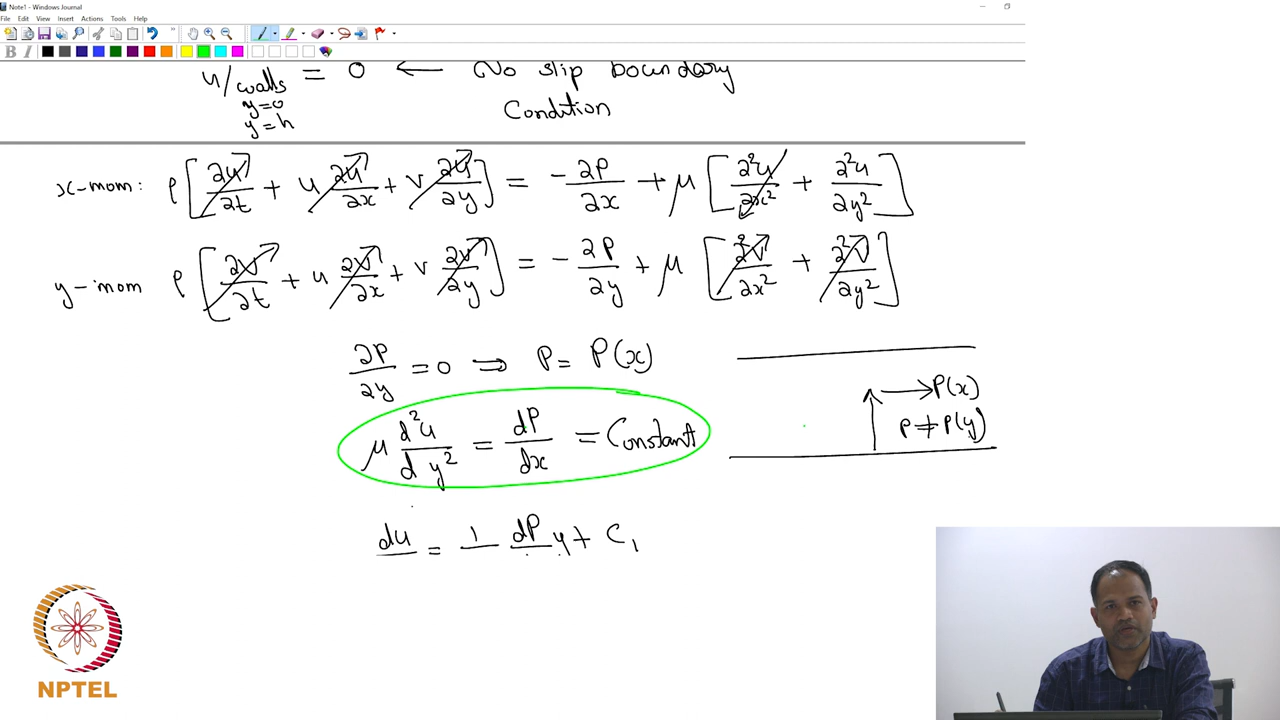 Note1 - Windows Journal
File Edit View Insert Actions Tools Help
B I
u/walls = 0 ← No slip boundary
y=0 Condition
y=h
x-mom: ρ[∂u/∂t + u ∂u/∂x + v ∂u/∂y] = -∂P/∂x + μ[∂²u/∂x² + ∂²u/∂y²]
y-mom ρ[∂v/∂t + u ∂v/∂x + v ∂v/∂y] = -∂P/∂y + μ[∂²v/∂x² + ∂²v/∂y²]
∂P/∂y = 0 ⇒ P = P(x)
→P(x)
P≠P(y)
μ d²u/dy² = dP/dx = Constant
du = 1 dP y + C₁
NPTEL